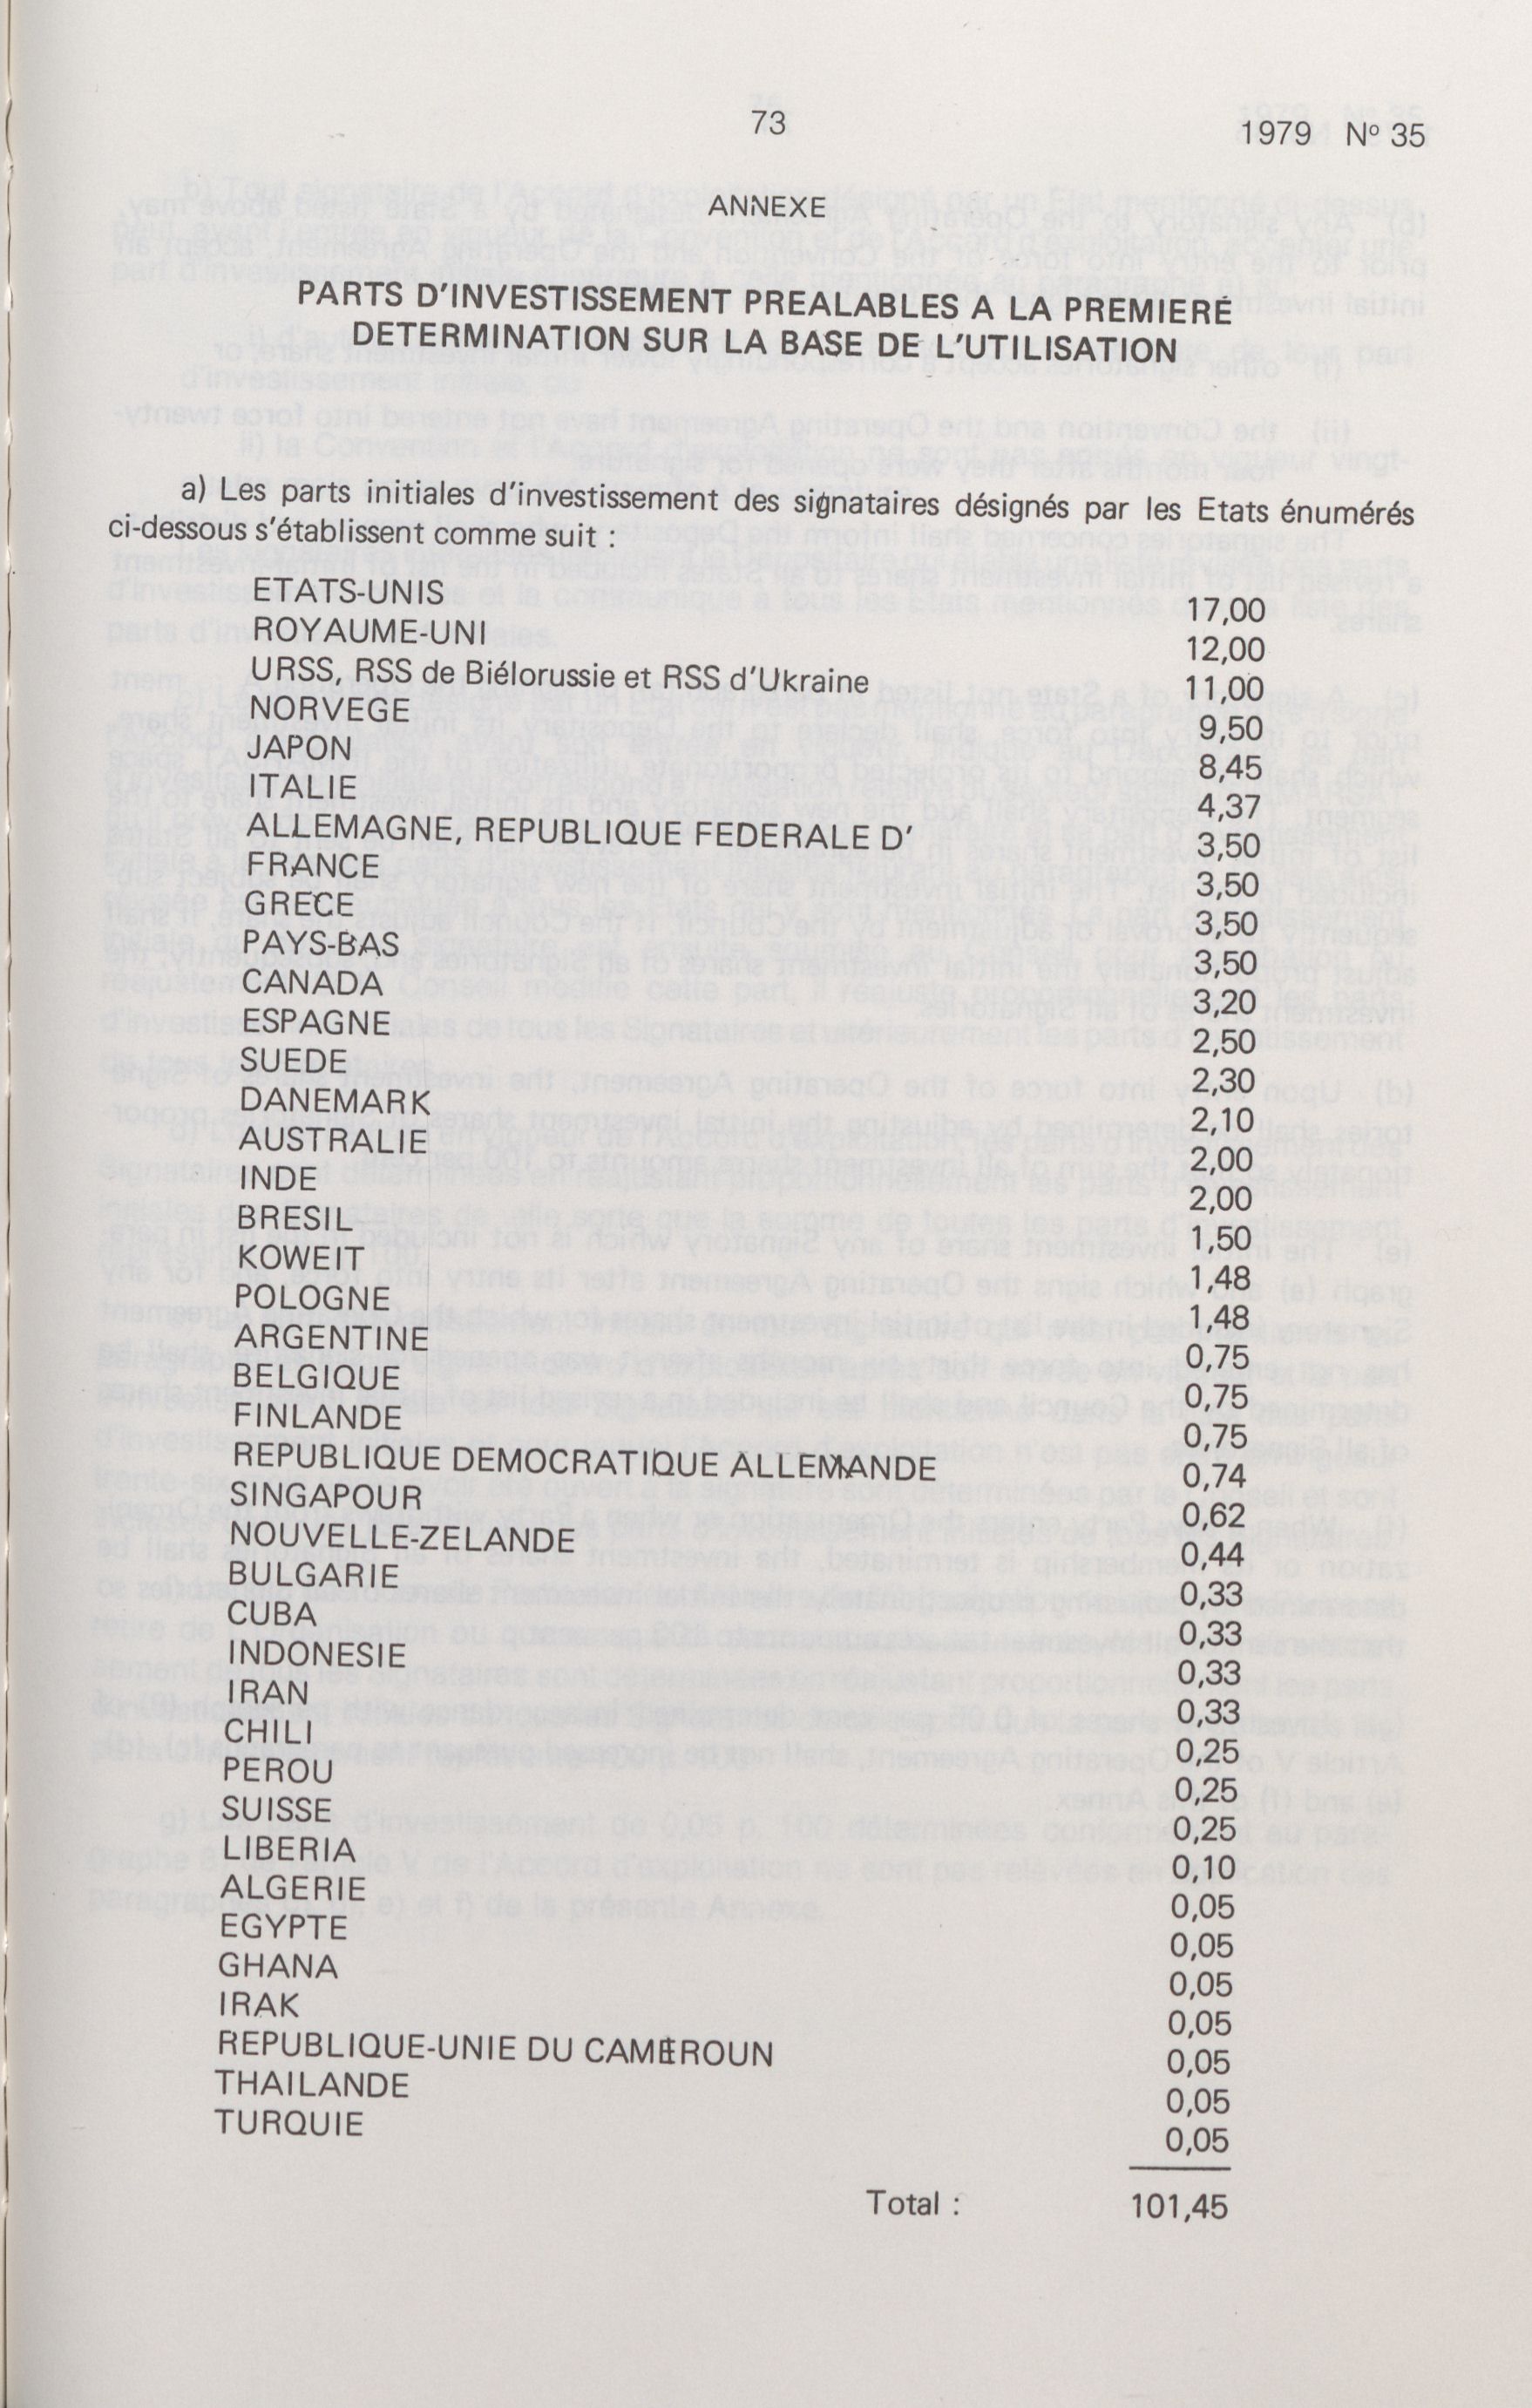 73
1979 Nº 35
ANNEXE
PARTS D'INVESTISSEMENT PREALABLES A LA PREMIERE
DETERMINATION SUR LA BASE DE L'UTILISATION
a) Les parts initiales d'investissement des signataires désignés par les Etats énumérés
ci-dessous s'établissent comme suit :
ETATS-UNIS 17,00
ROYAUME-UNI 12,00
URSS, RSS de Biélorussie et RSS d'Ukraine 11,00
NORVEGE 9,50
JAPON 8,45
ITALIE 4,37
ALLEMAGNE, REPUBLIQUE FEDERALE D' 3,50
FRANCE 3,50
GRECE 3,50
PAYS-BAS 3,50
CANADA 3,20
ESPAGNE 2,50
SUEDE 2,30
DANEMARK 2,10
AUSTRALIE 2,00
INDE 2,00
BRESIL 1,50
KOWEIT 1,48
POLOGNE 1,48
ARGENTINE 0,75
BELGIQUE 0,75
FINLANDE 0,75
REPUBLIQUE DEMOCRATIQUE ALLEMANDE 0,74
SINGAPOUR 0,62
NOUVELLE-ZELANDE 0,44
BULGARIE 0,33
CUBA 0,33
INDONESIE 0,33
IRAN 0,33
CHILI 0,25
PEROU 0,25
SUISSE 0,25
LIBERIA 0,10
ALGERIE 0,05
EGYPTE 0,05
GHANA 0,05
IRAK 0,05
REPUBLIQUE-UNIE DU CAMEROUN 0,05
THAILANDE 0,05
TURQUIE 0,05
Total : 101,45